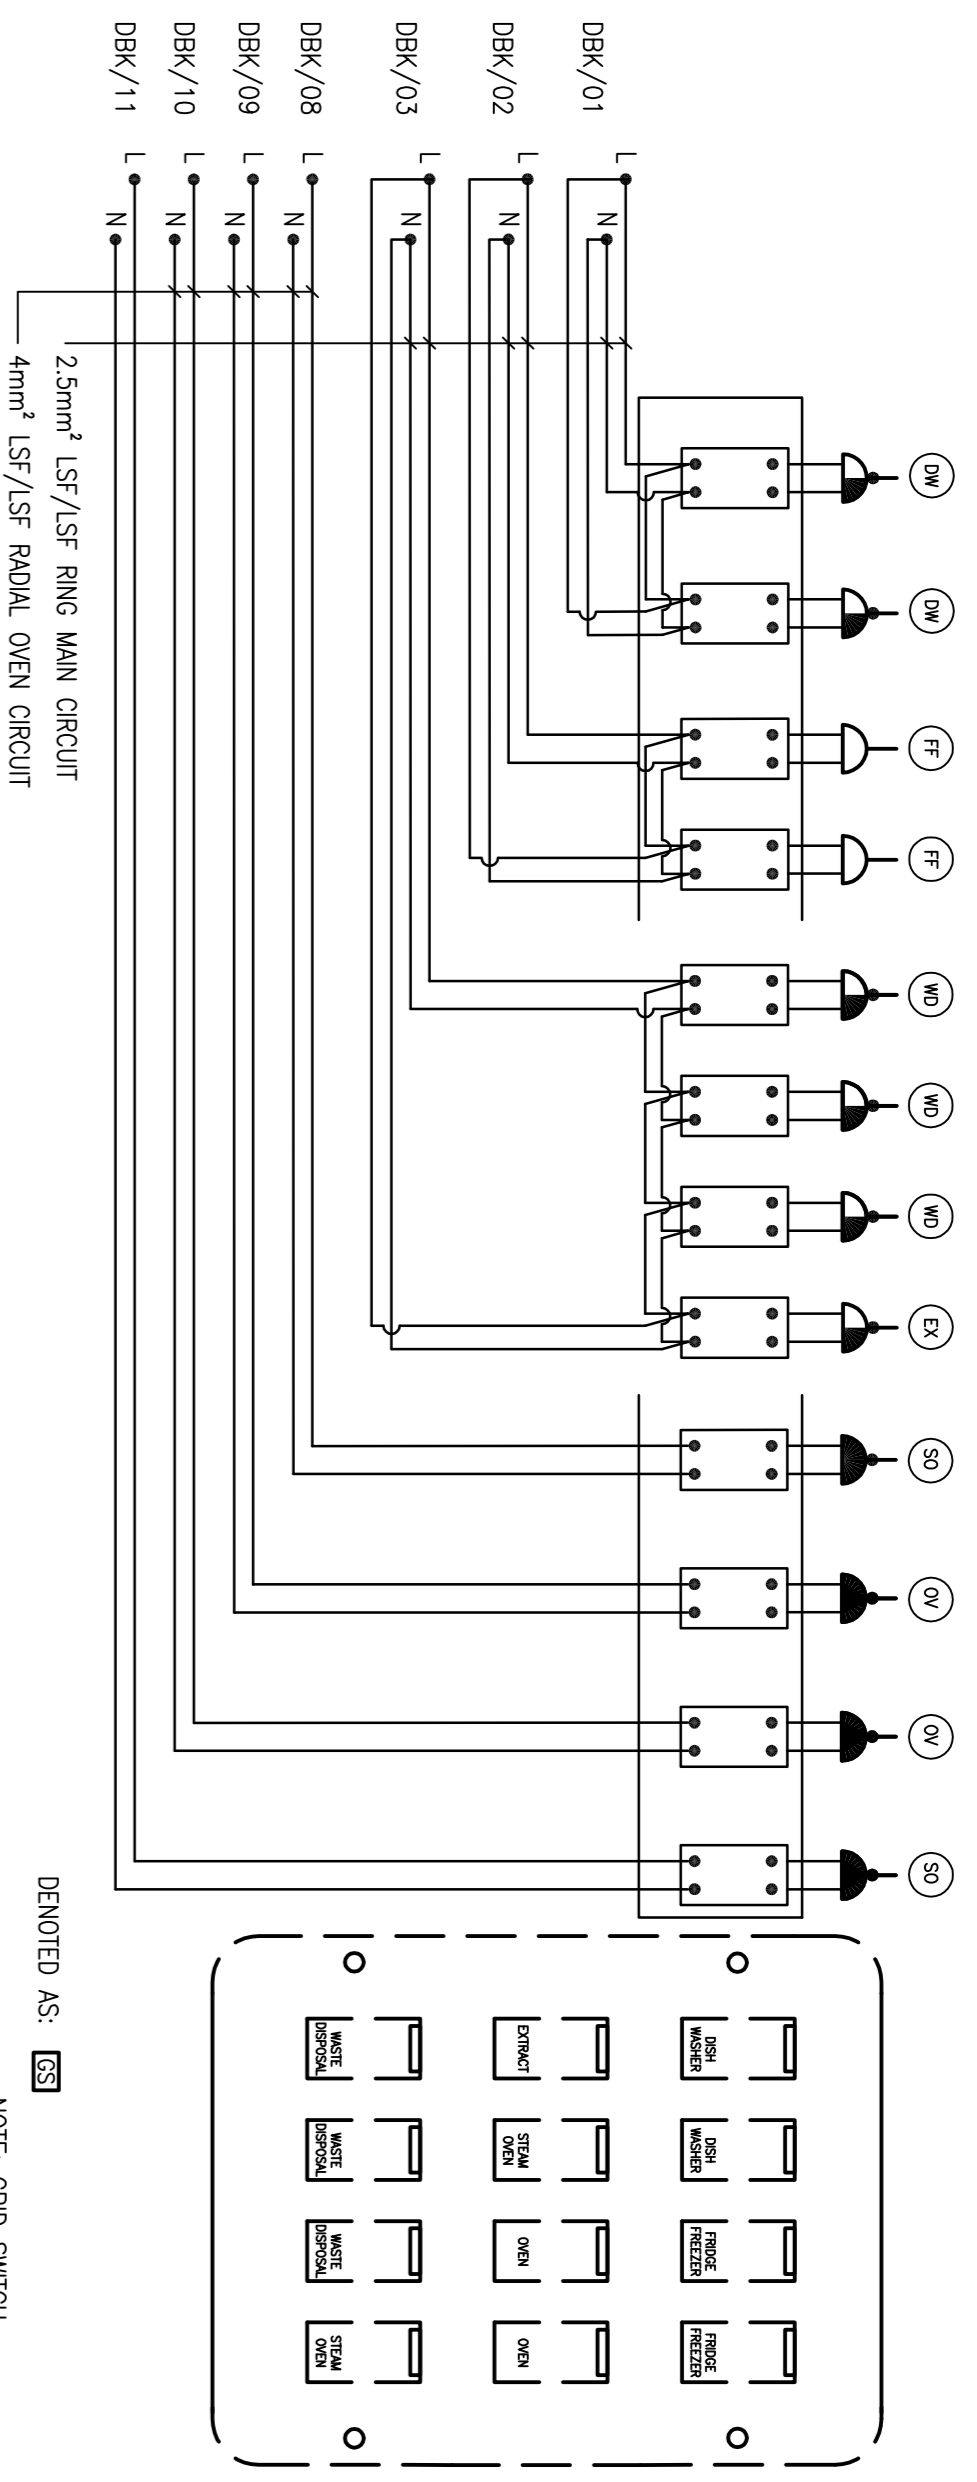 DW
DW
FF
FF
WD
WD
WD
EX
SO
OV
OV
SO
DBK/01
L
N
DBK/02
L
N
DBK/03
L
N
DBK/08
L
N
DBK/09
L
N
DBK/10
L
N
DBK/11
L
N
2.5mm² LSF/LSF RING MAIN CIRCUIT
4mm² LSF/LSF RADIAL OVEN CIRCUIT
DISH
WASHER
DISH
WASHER
FRIDGE
FREEZER
FRIDGE
FREEZER
EXTRACT
STEAM
OVEN
OVEN
OVEN
WASTE
DISPOSAL
WASTE
DISPOSAL
WASTE
DISPOSAL
STEAM
OVEN
DENOTED AS: GS
NOTE: GRID SWITCH